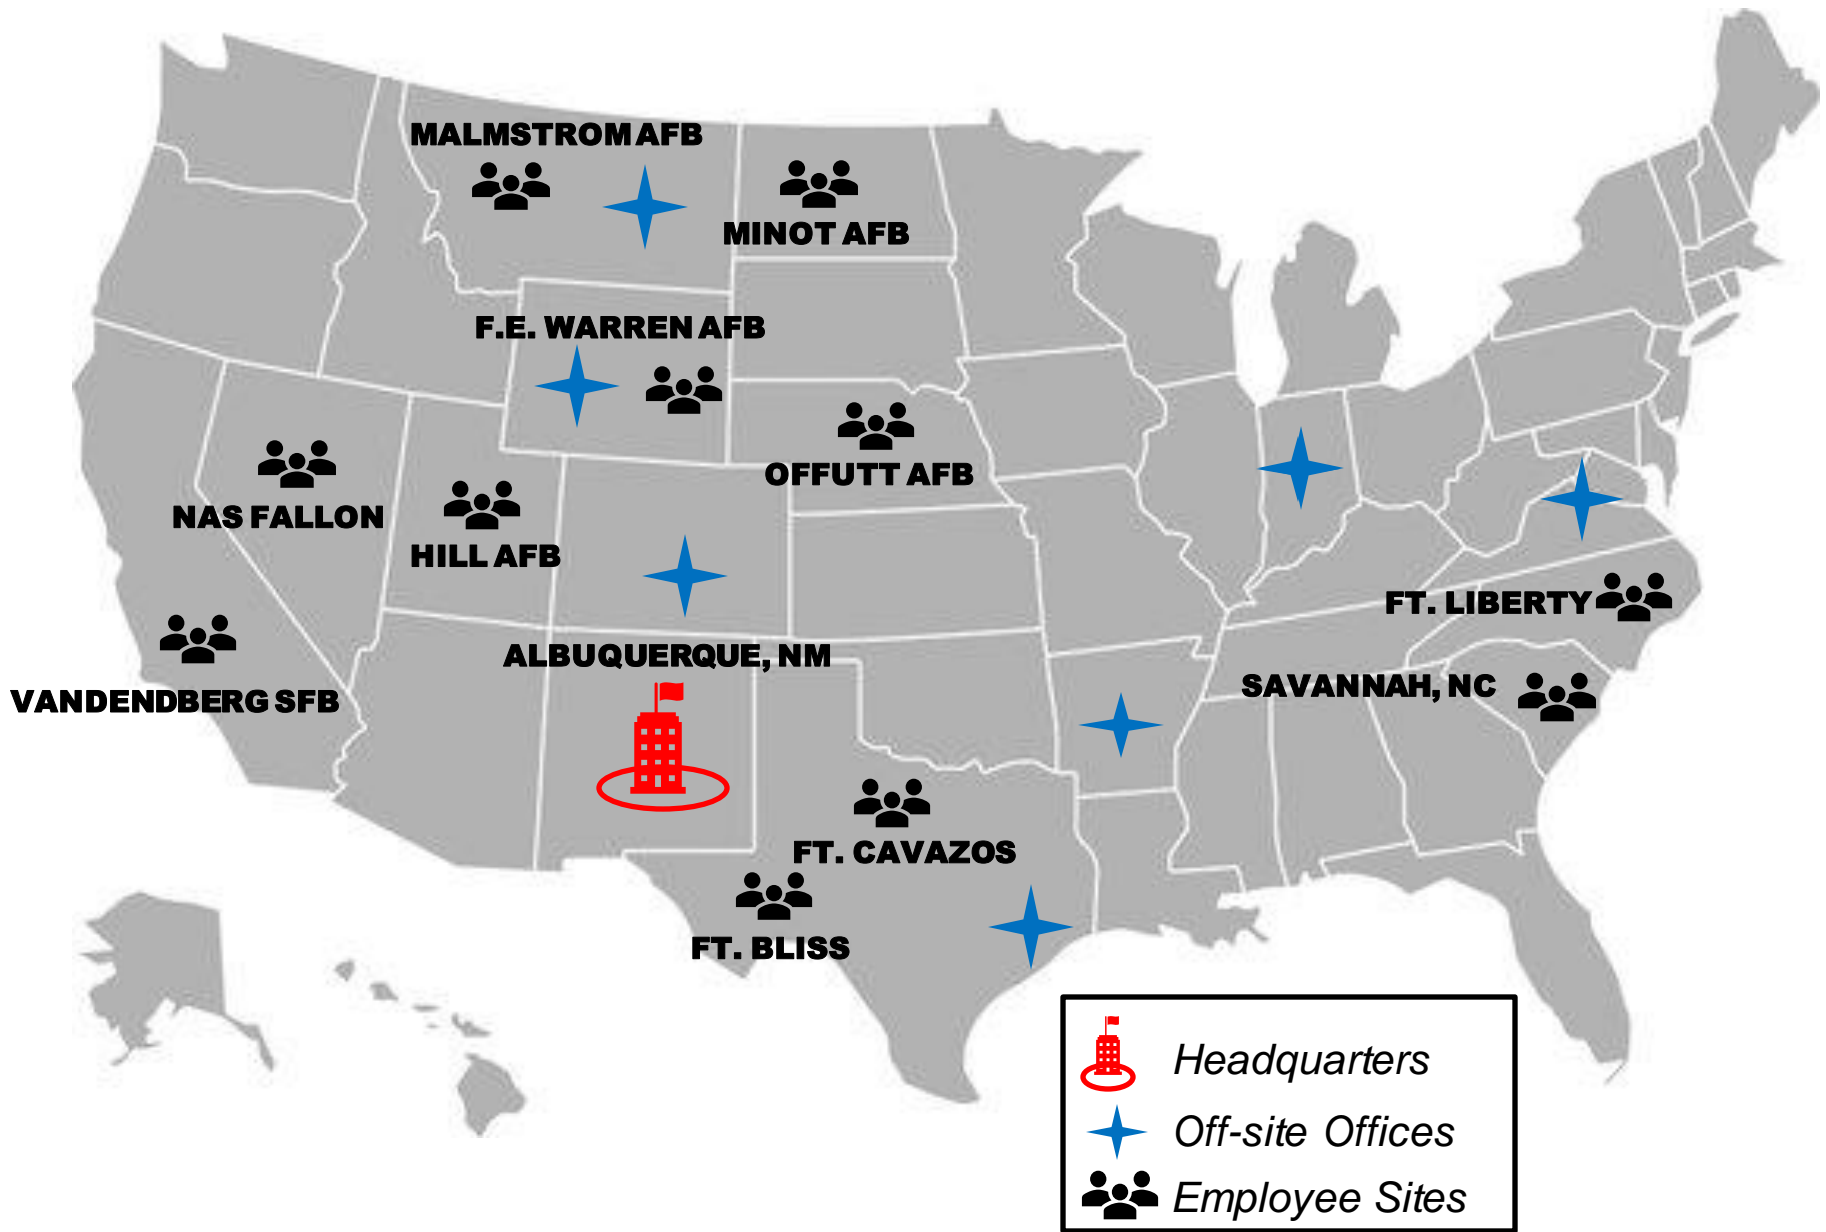 MALMSTROM AFB
MINOT AFB
F.E. WARREN AFB
OFFUTT AFB
NAS FALLON
HILL AFB
FT. LIBERTY
ALBUQUERQUE, NM
SAVANNAH, NC
VANDENDBERG SFB
FT. CAVAZOS
FT. BLISS
Headquarters
Off-site Offices
Employee Sites